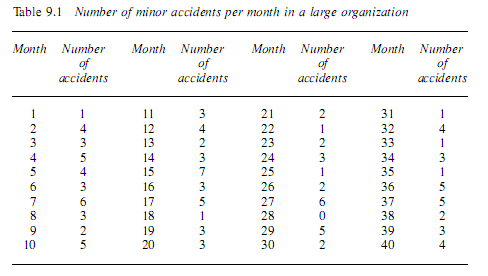 Table 9.1 Number of minor accidents per month in a large organization
Month Number of accidents Month Number of accidents Month Number of accidents Month Number of accidents
1 1 11 3 21 2 31 1
2 4 12 4 22 1 32 4
3 3 13 2 23 2 33 1
4 5 14 3 24 3 34 3
5 4 15 7 25 1 35 1
6 3 16 3 26 2 36 5
7 6 17 5 27 6 37 5
8 3 18 1 28 0 38 2
9 2 19 3 29 5 39 3
10 5 20 3 30 2 40 4